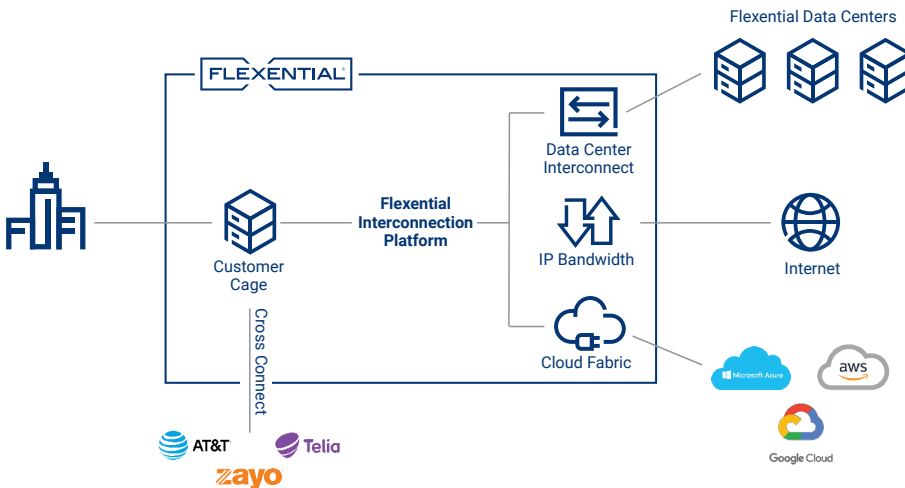 Flexential Data Centers
FLEXENTIAL
Data Center
Interconnect
Flexential
Interconnection
Platform
Customer
Cage
IP Bandwidth
Internet
Cross Connect
Cloud Fabric
Microsoft Azure
aws
Google Cloud
AT&T
Telia
zayo